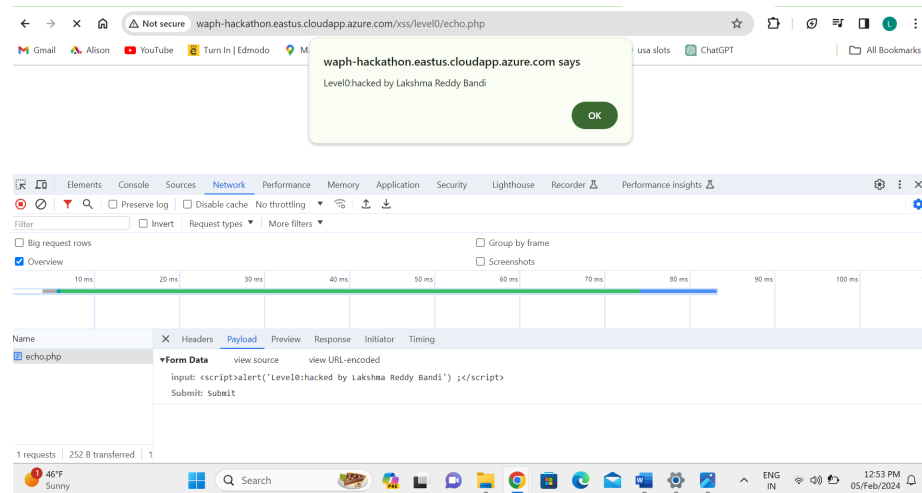 Not secure waph-hackathon.eastus.cloudapp.azure.com/xss/level0/echo.php
L
Gmail Alison YouTube Turn In | Edmodo usa slots ChatGPT All Bookmarks
waph-hackathon.eastus.cloudapp.azure.com says
Level0:hacked by Lakshma Reddy Bandi
OK
Elements Console Sources Network Performance Memory Application Security Lighthouse Recorder Performance insights
Preserve log Disable cache No throttling
Filter Invert Request types More filters
Big request rows Group by frame
Overview Screenshots
10 ms 20 ms 30 ms 40 ms 50 ms 60 ms 70 ms 80 ms 90 ms 100 ms
Name Headers Payload Preview Response Initiator Timing
echo.php Form Data view source view URL-encoded
input: <script>alert('Level0:hacked by Lakshma Reddy Bandi') ;</script>
Submit: Submit
1 requests 252 B transferred 1
1 46°F Search PRE ENG 12:53 PM
Sunny IN 05/Feb/2024